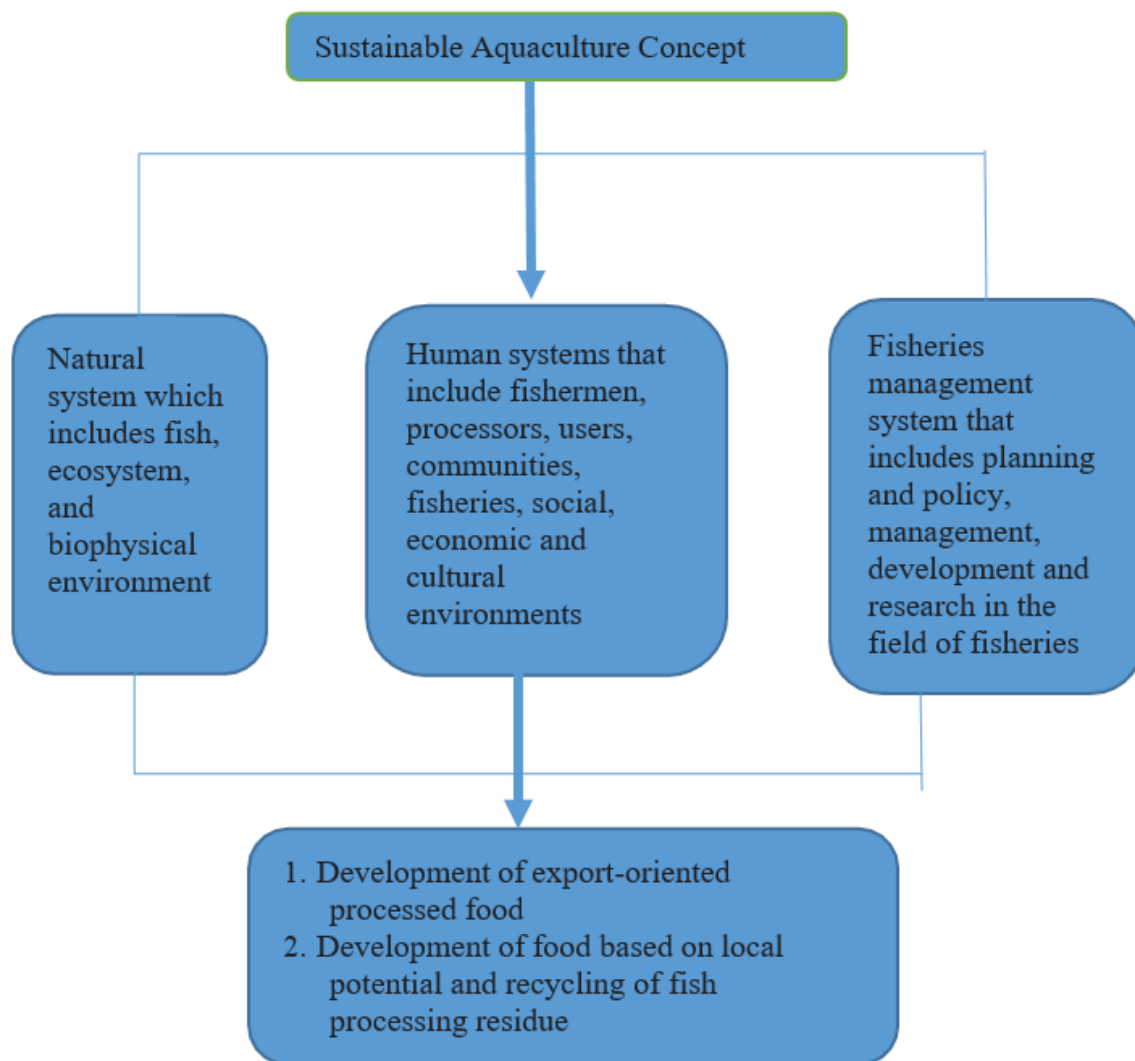 Sustainable Aquaculture Concept
Natural
system which
includes fish,
ecosystem,
and
biophysical
environment
Human systems that
include fishermen,
processors, users,
communities,
fisheries, social,
economic and
cultural
environments
Fisheries
management
system that
includes planning
and policy,
management,
development and
research in the
field of fisheries
1. Development of export-oriented
processed food
2. Development of food based on local
potential and recycling of fish
processing residue